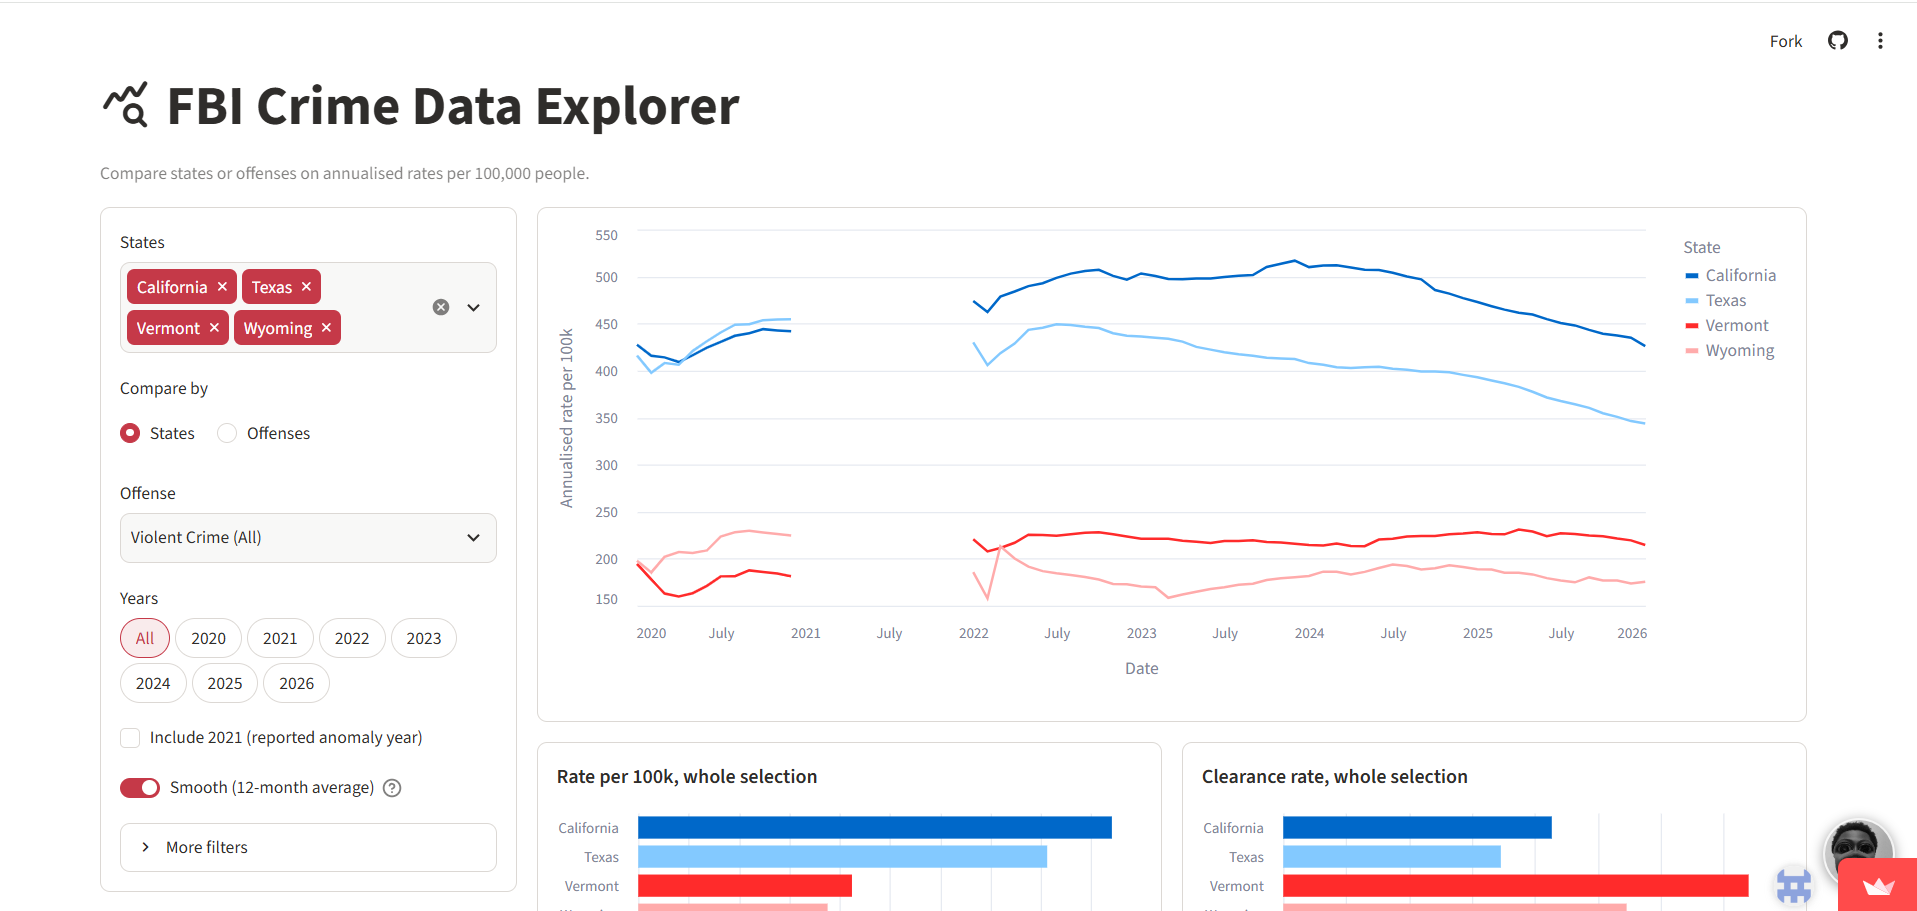 Fork
FBI Crime Data Explorer
Compare states or offenses on annualised rates per 100,000 people.
States
California × Texas ×
Vermont × Wyoming ×
Compare by
States Offenses
Offense
Violent Crime (All)
Years
All 2020 2021 2022 2023
2024 2025 2026
Include 2021 (reported anomaly year)
Smooth (12-month average) ?
More filters
Annualised rate per 100k
550
500
450
400
350
300
250
200
150
2020 July 2021 July 2022 July 2023 July 2024 July 2025 July 2026
Date
State
California
Texas
Vermont
Wyoming
Rate per 100k, whole selection
California
Texas
Vermont
Clearance rate, whole selection
California
Texas
Vermont